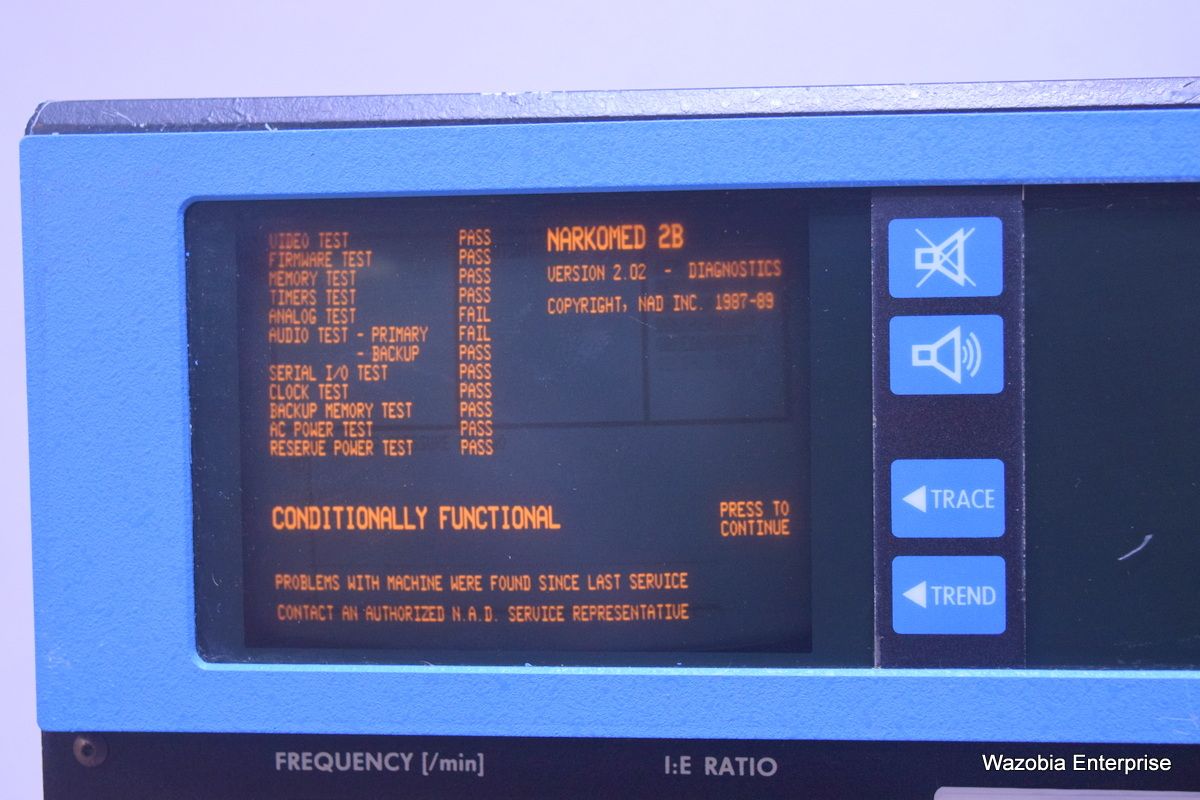 VIDEO TEST PASS
FIRMWARE TEST PASS
MEMORY TEST PASS
TIMERS TEST PASS
ANALOG TEST FAIL
AUDIO TEST - PRIMARY FAIL
- BACKUP PASS
SERIAL I/O TEST PASS
CLOCK TEST PASS
BACKUP MEMORY TEST PASS
AC POWER TEST PASS
RESERVE POWER TEST PASS
NARKOMED 2B
VERSION 2.02 - DIAGNOSTICS
COPYRIGHT, NAD INC. 1987-89
CONDITIONALLY FUNCTIONAL
PRESS TO
CONTINUE
PROBLEMS WITH MACHINE WERE FOUND SINCE LAST SERVICE
CONTACT AN AUTHORIZED N.A.D. SERVICE REPRESENTATIVE
TRACE
TREND
FREQUENCY [/min]
I:E RATIO
Wazobia Enterprise